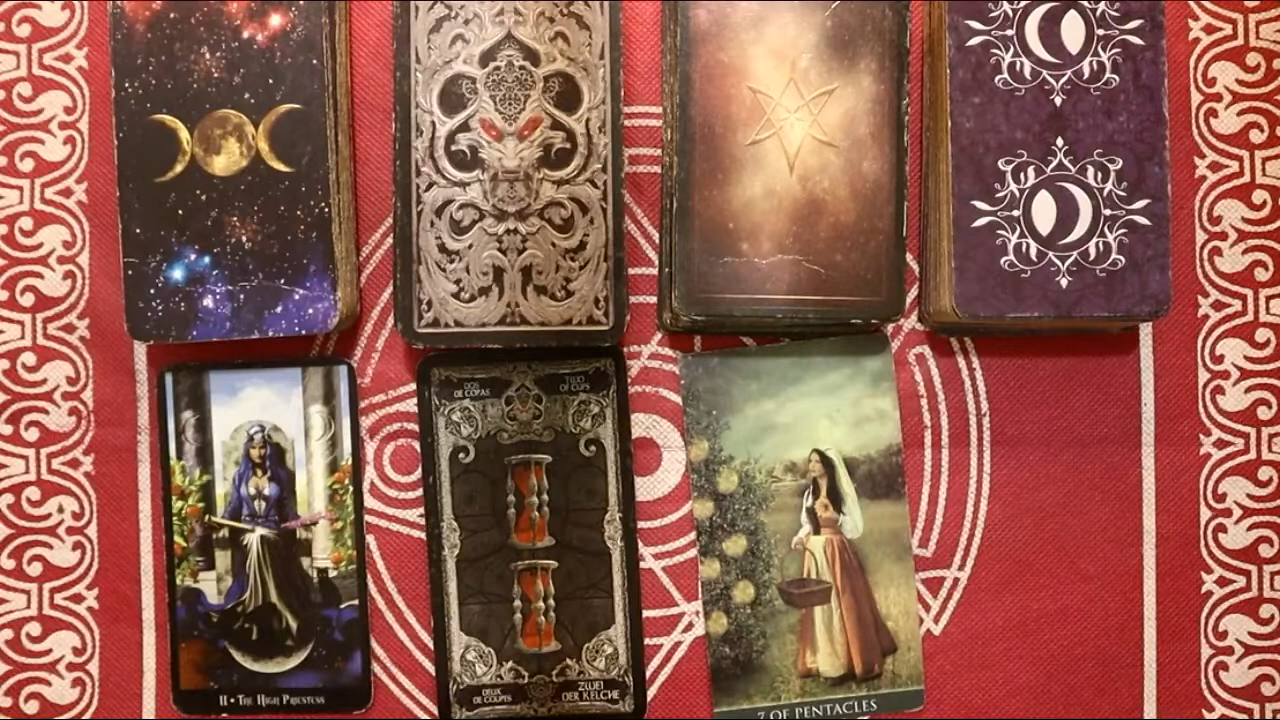 DOS
DE COPAS
TWO
OF CUPS
II • THE HIGH PRIESTESS
DEUX
DE COUPES
ZWEI
DER KELCHE
7 OF PENTACLES